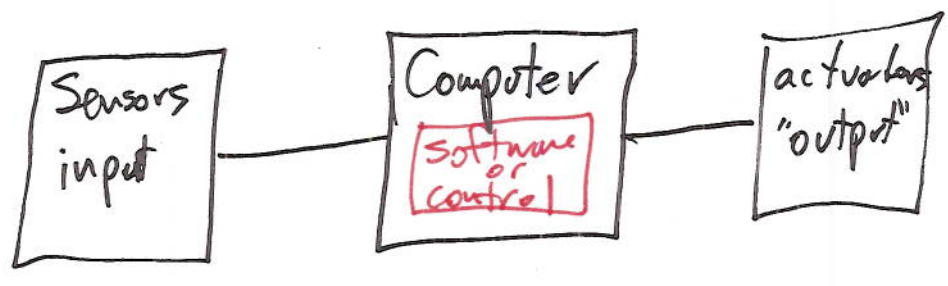 Sensors
input
Computer
software
or
control
actuators
"output"